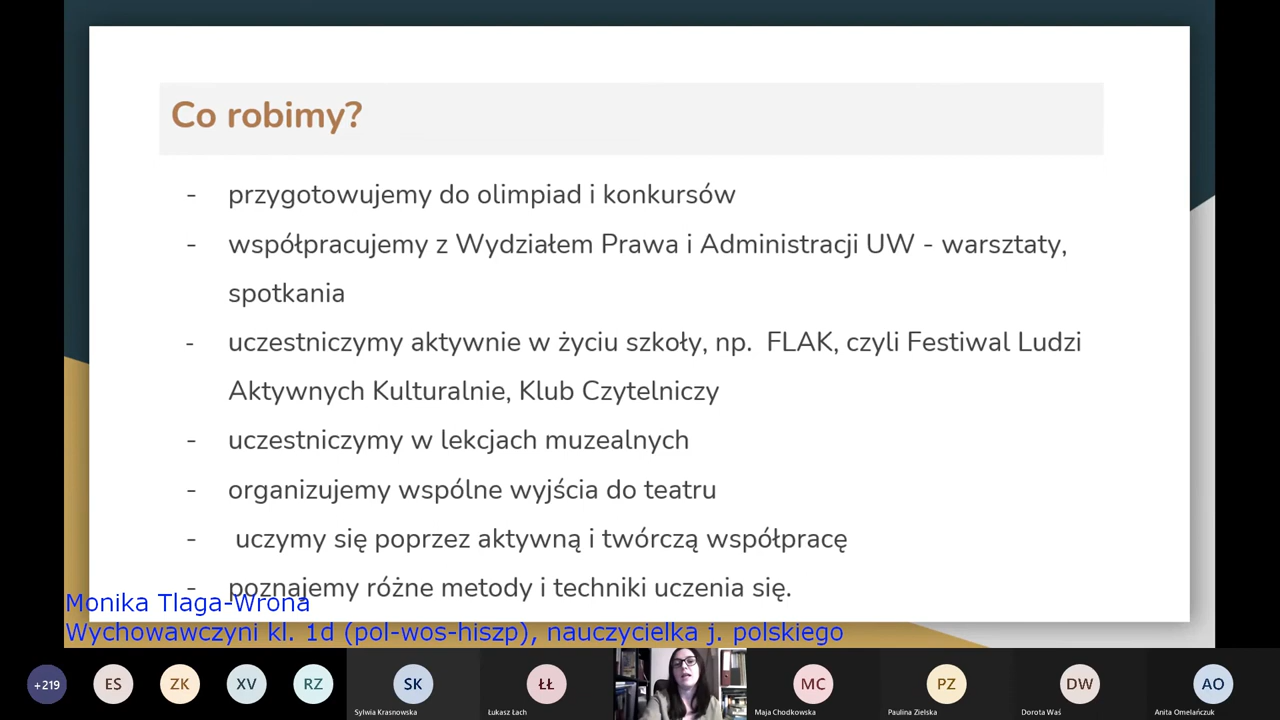 Co robimy?
- przygotowujemy do olimpiad i konkursów
- współpracujemy z Wydziałem Prawa i Administracji UW - warsztaty,
spotkania
- uczestniczymy aktywnie w życiu szkoły, np. FLAK, czyli Festiwal Ludzi
Aktywnych Kulturalnie, Klub Czytelniczy
- uczestniczymy w lekcjach muzealnych
- organizujemy wspólne wyjścia do teatru
- uczymy się poprzez aktywną i twórczą współpracę
- poznajemy różne metody i techniki uczenia się.
Monika Tlaga-Wrona
Wychowawczyni kl. 1d (pol-wos-hiszp), nauczycielka j. polskiego
+219 ES ZK XV RZ SK ŁŁ MC PZ DW AO
Sylwia Krasnowska Łukasz Łach Maja Chodkowska Paulina Zielska Dorota Waś Anita Omelańczuk